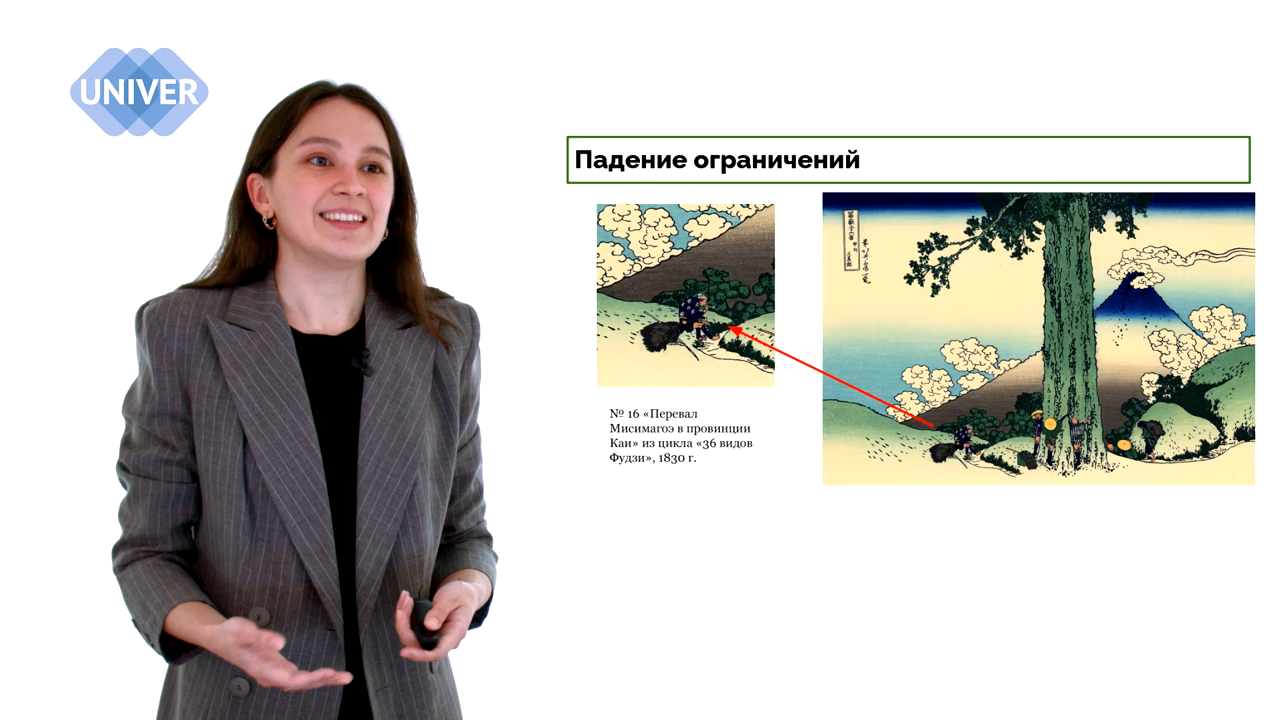 UNIVER
Падение ограничений
№ 16 «Перевал
Мисимагоэ в провинции
Каи» из цикла «36 видов
Фудзи», 1830 г.